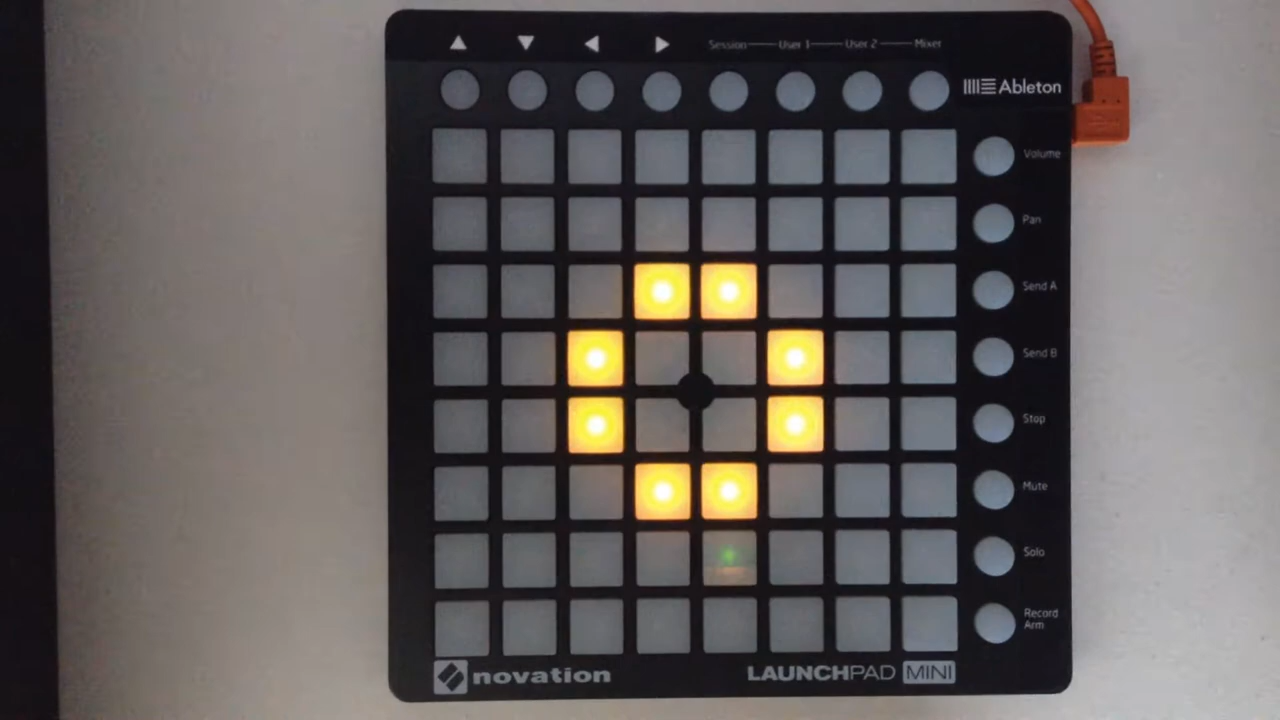 Session User 1 User 2 Mixer
Ableton
Volume
Pan
Send A
Send B
Stop
Mute
Solo
Record
Arm
novation
LAUNCHPAD MINI